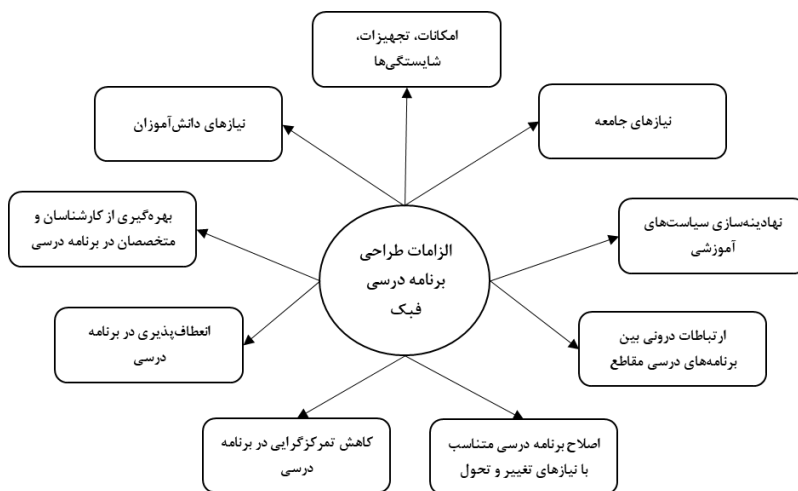 امکانات، تجهیزات،
شایستگی‌ها
نیازهای جامعه
نیازهای دانش‌آموزان
نهادینه‌سازی سیاست‌های
آموزشی
بهره‌گیری از کارشناسان و
متخصصان در برنامه درسی
الزامات طراحی
برنامه درسی
فبک
ارتباطات درونی بین
برنامه‌های درسی مقاطع
انعطاف‌پذیری در برنامه
درسی
اصلاح برنامه درسی متناسب
با نیازهای تغییر و تحول
کاهش تمرکزگرایی در برنامه
درسی